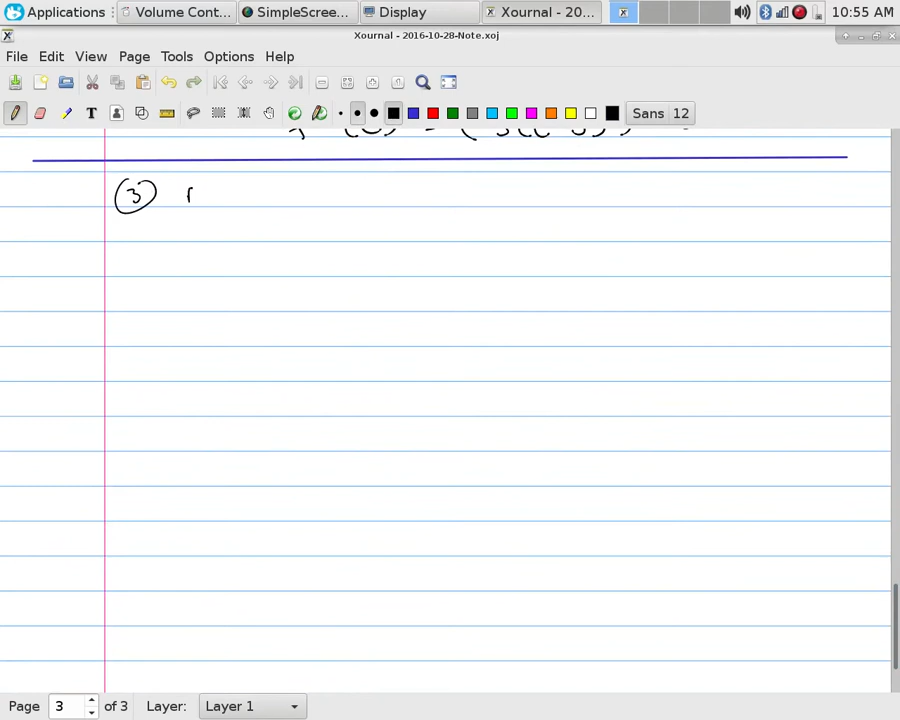 Applications
Volume Cont...
SimpleScree...
Display
Xournal - 20...
10:55 AM
Xournal - 2016-10-28-Note.xoj
File Edit View Page Tools Options Help
Sans 12
③
Page 3 of 3 Layer: Layer 1